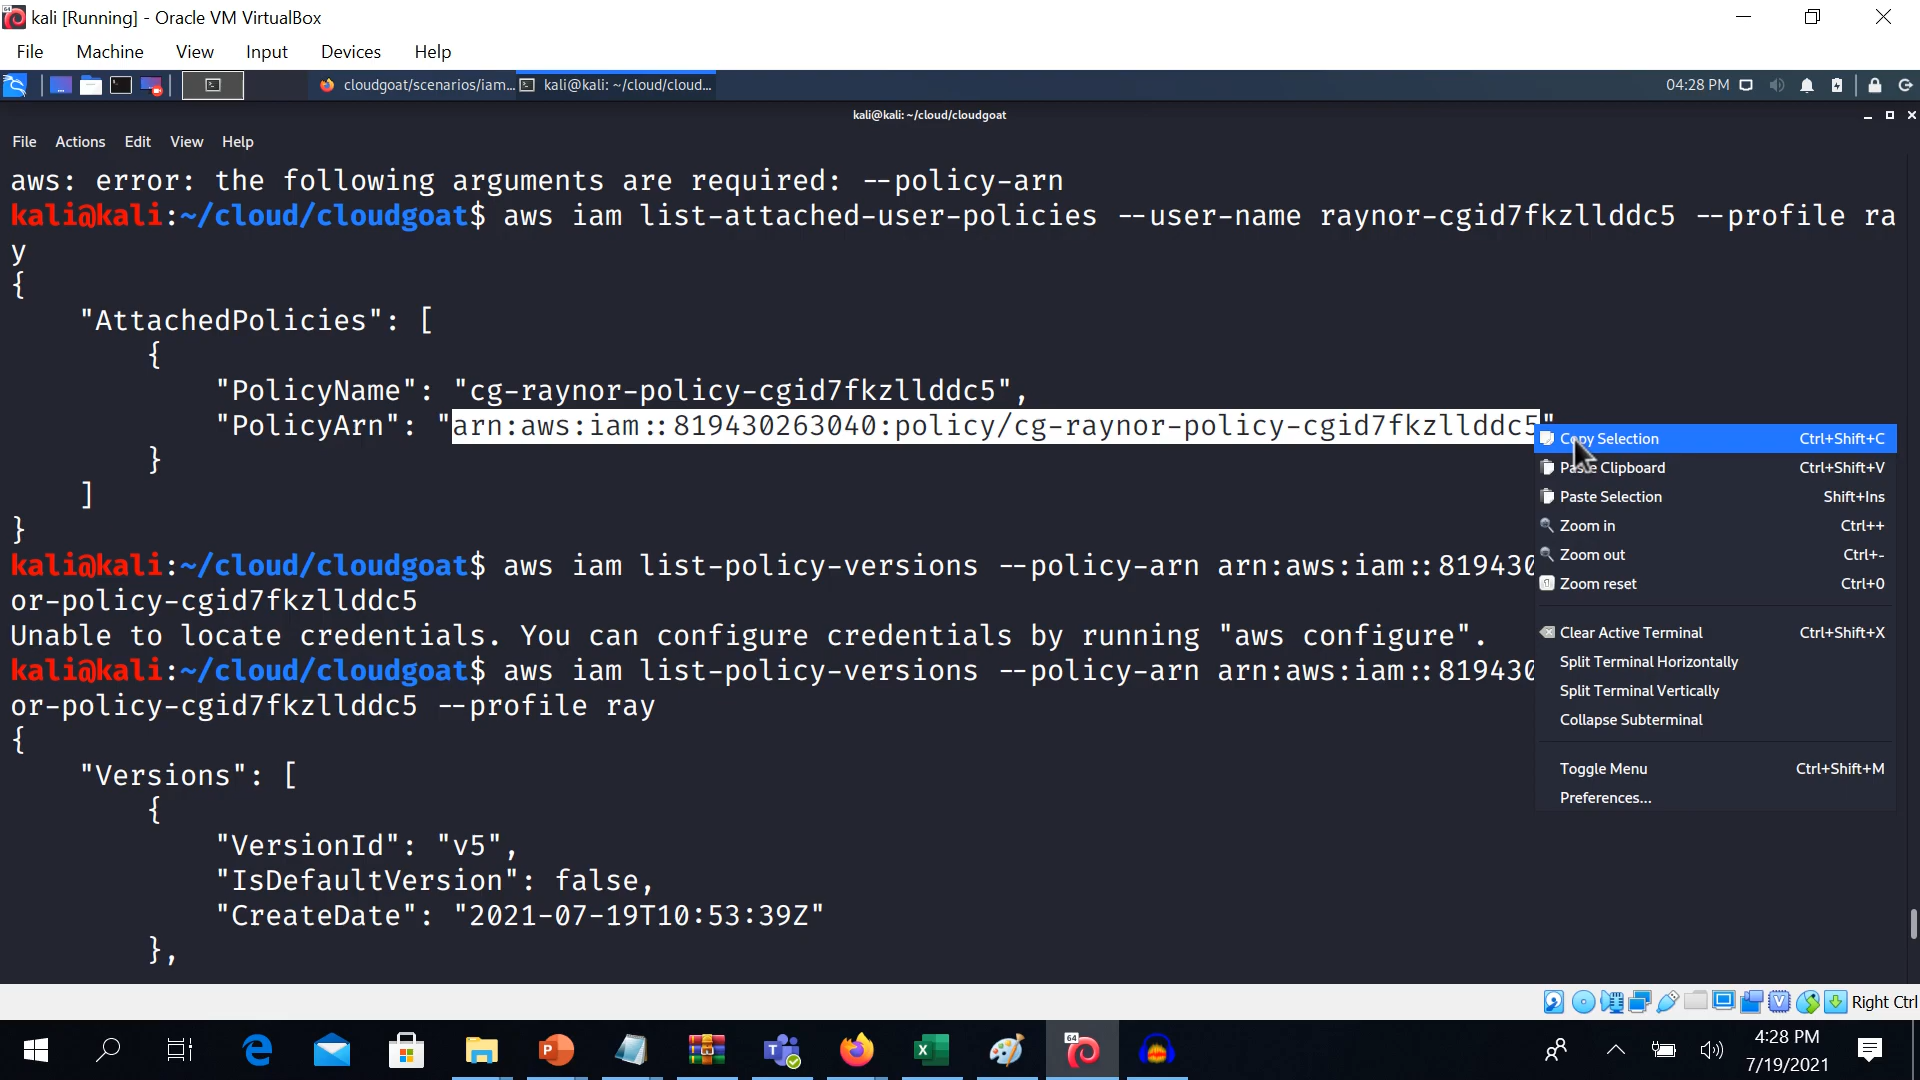 kali [Running] - Oracle VM VirtualBox
File Machine View Input Devices Help
cloudgoat/scenarios/iam... kali@kali: ~/cloud/cloud... 04:28 PM
kali@kali: ~/cloud/cloudgoat
File Actions Edit View Help
aws: error: the following arguments are required: --policy-arn
kali@kali:~/cloud/cloudgoat$ aws iam list-attached-user-policies --user-name raynor-cgid7fkzllddc5 --profile ra
y
{
"AttachedPolicies": [
{
"PolicyName": "cg-raynor-policy-cgid7fkzllddc5",
"PolicyArn": "arn:aws:iam::819430263040:policy/cg-raynor-policy-cgid7fkzllddc5"
}
]
}
kali@kali:~/cloud/cloudgoat$ aws iam list-policy-versions --policy-arn arn:aws:iam::819430
or-policy-cgid7fkzllddc5
Unable to locate credentials. You can configure credentials by running "aws configure".
kali@kali:~/cloud/cloudgoat$ aws iam list-policy-versions --policy-arn arn:aws:iam::819430
or-policy-cgid7fkzllddc5 --profile ray
{
"Versions": [
{
"VersionId": "v5",
"IsDefaultVersion": false,
"CreateDate": "2021-07-19T10:53:39Z"
},
Copy Selection Ctrl+Shift+C
Paste Clipboard Ctrl+Shift+V
Paste Selection Shift+Ins
Zoom in Ctrl++
Zoom out Ctrl+-
Zoom reset Ctrl+0
Clear Active Terminal Ctrl+Shift+X
Split Terminal Horizontally
Split Terminal Vertically
Collapse Subterminal
Toggle Menu Ctrl+Shift+M
Preferences...
Right Ctrl
64
4:28 PM
7/19/2021